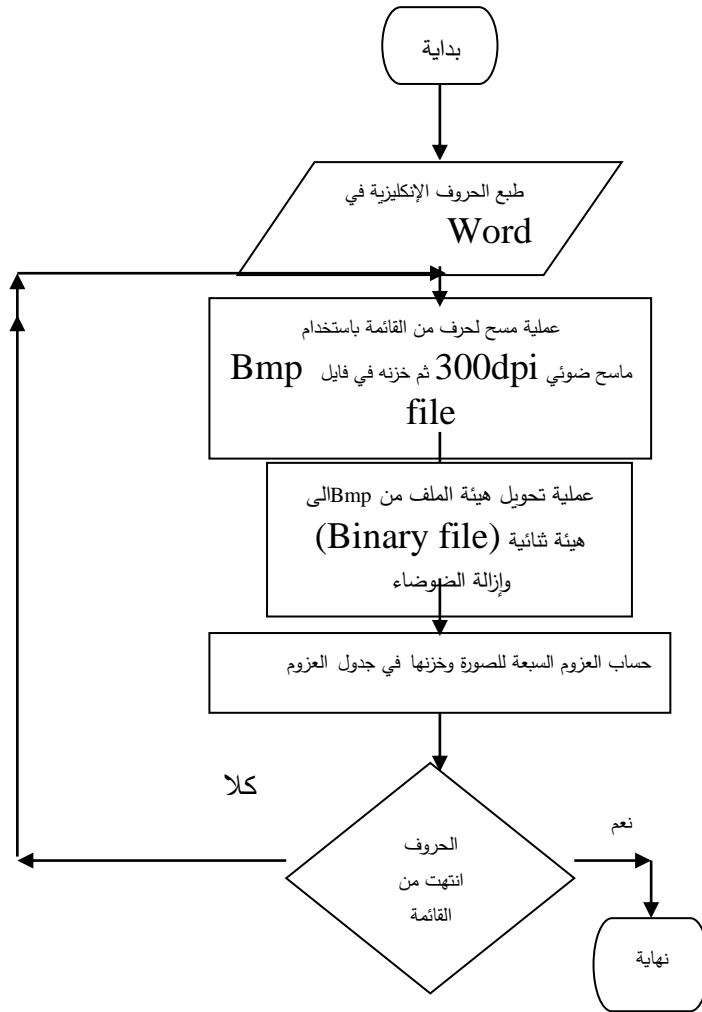 بداية
طبع الحروف الإنكليزية في
Word
عملية مسح لحرف من القائمة باستخدام
ماسح ضوئي 300dpi ثم خزنه في فايل Bmp
file
عملية تحويل هيئة الملف من Bmpالى
هيئة ثنائية (Binary file)
وإزالة الضوضاء
حساب العزوم السبعة للصورة وخزنها في جدول العزوم
كلا
نعم
الحروف
انتهت من
القائمة
نهاية